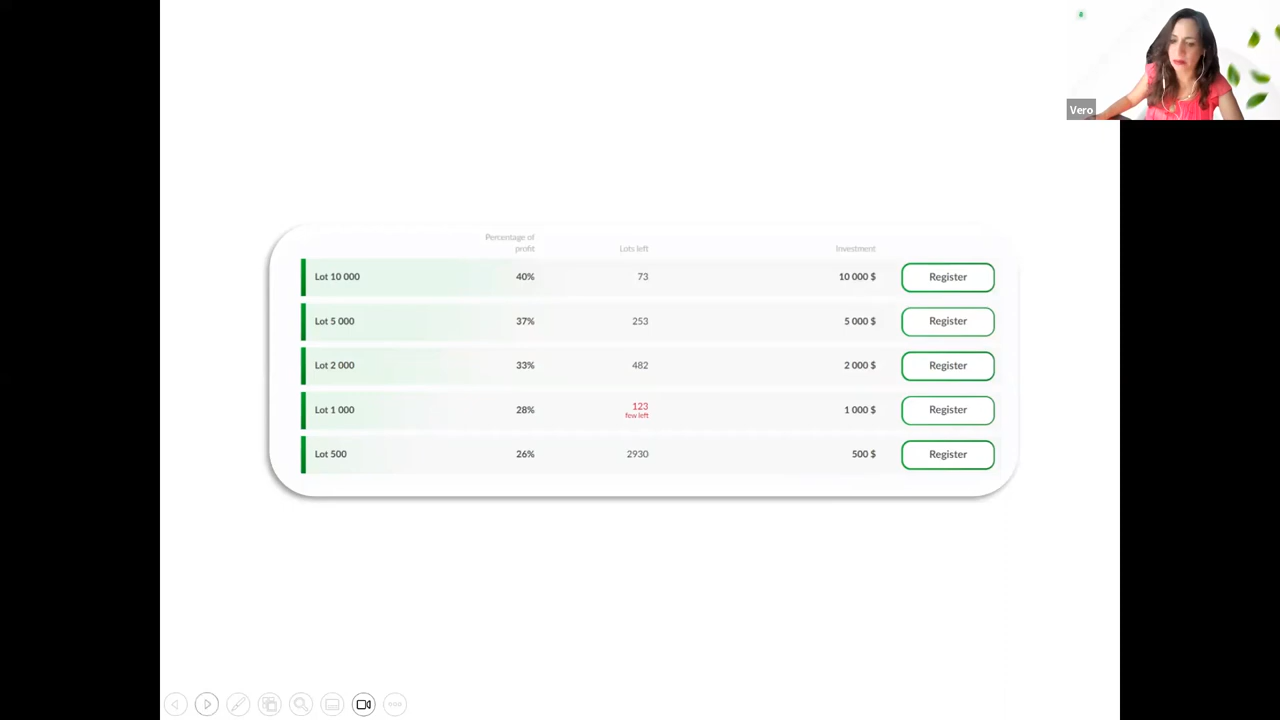 Vero
Percentage of
profit
Lots left
Investment
Lot 10 000 40% 73 10 000 $ Register
Lot 5 000 37% 253 5 000 $ Register
Lot 2 000 33% 482 2 000 $ Register
Lot 1 000 28% 123 1 000 $ Register
few left
Lot 500 26% 2930 500 $ Register